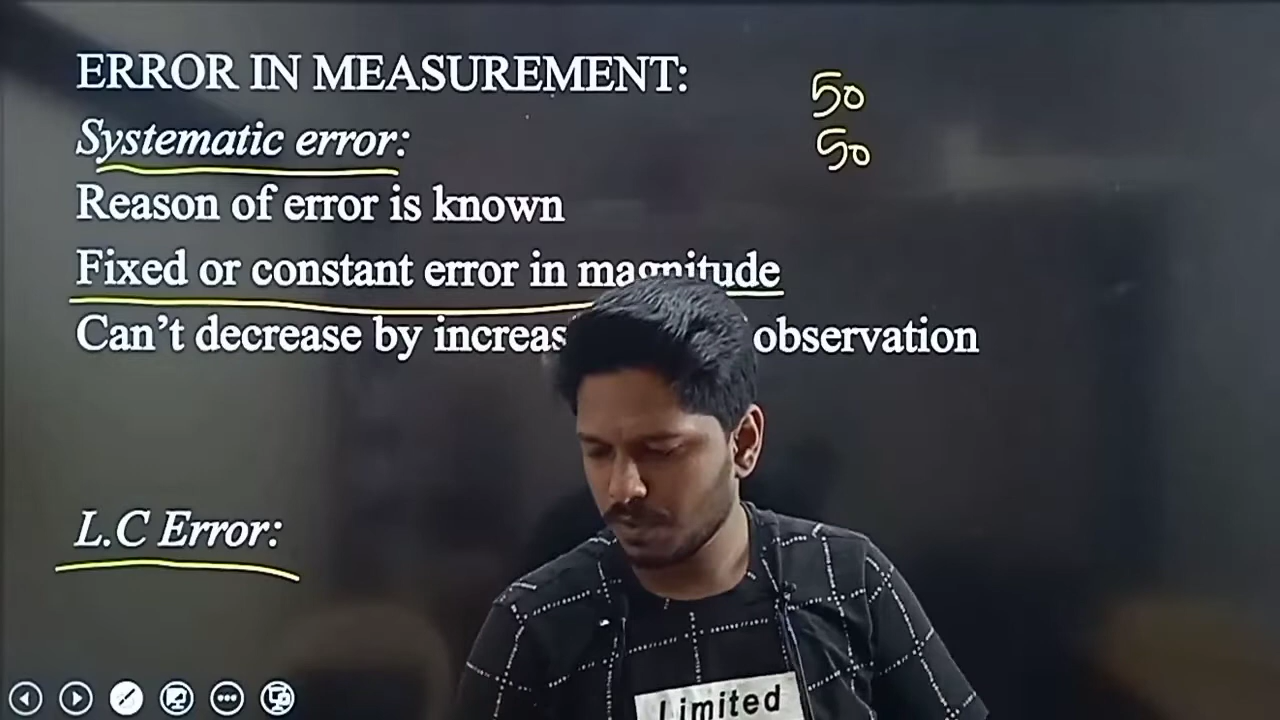 ERROR IN MEASUREMENT:
50
Systematic error:
50
Reason of error is known
Fixed or constant error in magnitude
Can't decrease by observation
L.C Error:
Limited